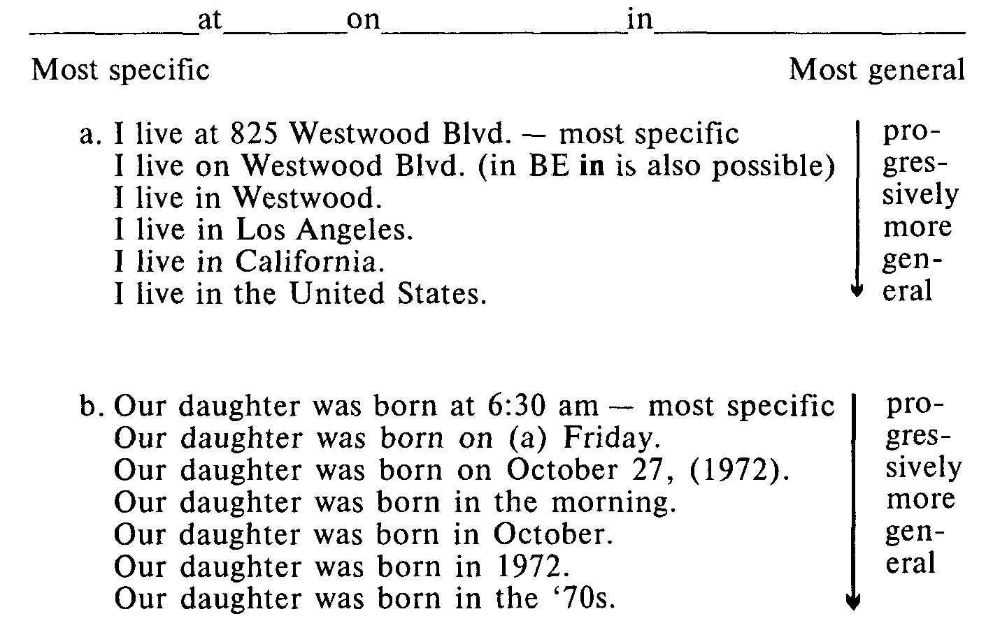 ________at________on________________in____________________
Most specific Most general
a. I live at 825 Westwood Blvd. — most specific pro-
I live on Westwood Blvd. (in BE in is also possible) gres-
I live in Westwood. sively
I live in Los Angeles. more
I live in California. gen-
I live in the United States. eral
b. Our daughter was born at 6:30 am — most specific pro-
Our daughter was born on (a) Friday. gres-
Our daughter was born on October 27, (1972). sively
Our daughter was born in the morning. more
Our daughter was born in October. gen-
Our daughter was born in 1972. eral
Our daughter was born in the ‘70s.